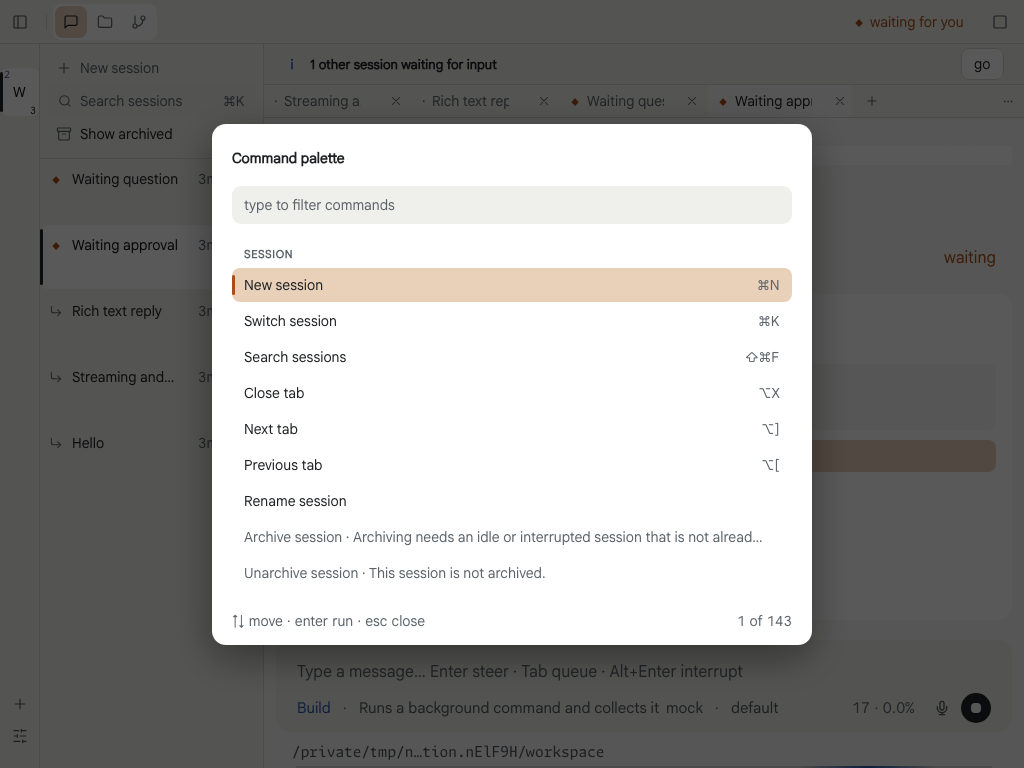 waiting for you
2
W
3
New session
Search sessions ⌘K
Show archived
i 1 other session waiting for input go
· Streaming a
· Rich text rep
Waiting ques
Waiting appr
Waiting question 3m
Waiting approval 3m
Rich text reply 3m
Streaming and... 3m
Hello 3m
waiting
Command palette
type to filter commands
SESSION
New session ⌘N
Switch session ⌘K
Search sessions ⇧⌘F
Close tab ⌥X
Next tab ⌥]
Previous tab ⌥[
Rename session
Archive session · Archiving needs an idle or interrupted session that is not alread...
Unarchive session · This session is not archived.
↑↓ move · enter run · esc close 1 of 143
Type a message... Enter steer · Tab queue · Alt+Enter interrupt
Build · Runs a background command and collects it mock · default 17 · 0.0%
/private/tmp/n…tion.nElF9H/workspace